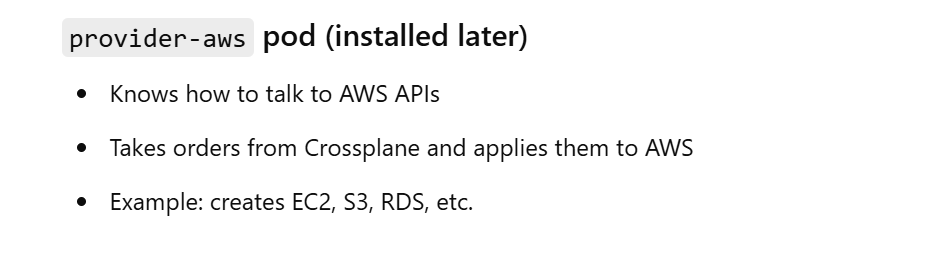 provider-aws pod (installed later)
• Knows how to talk to AWS APIs
• Takes orders from Crossplane and applies them to AWS
• Example: creates EC2, S3, RDS, etc.